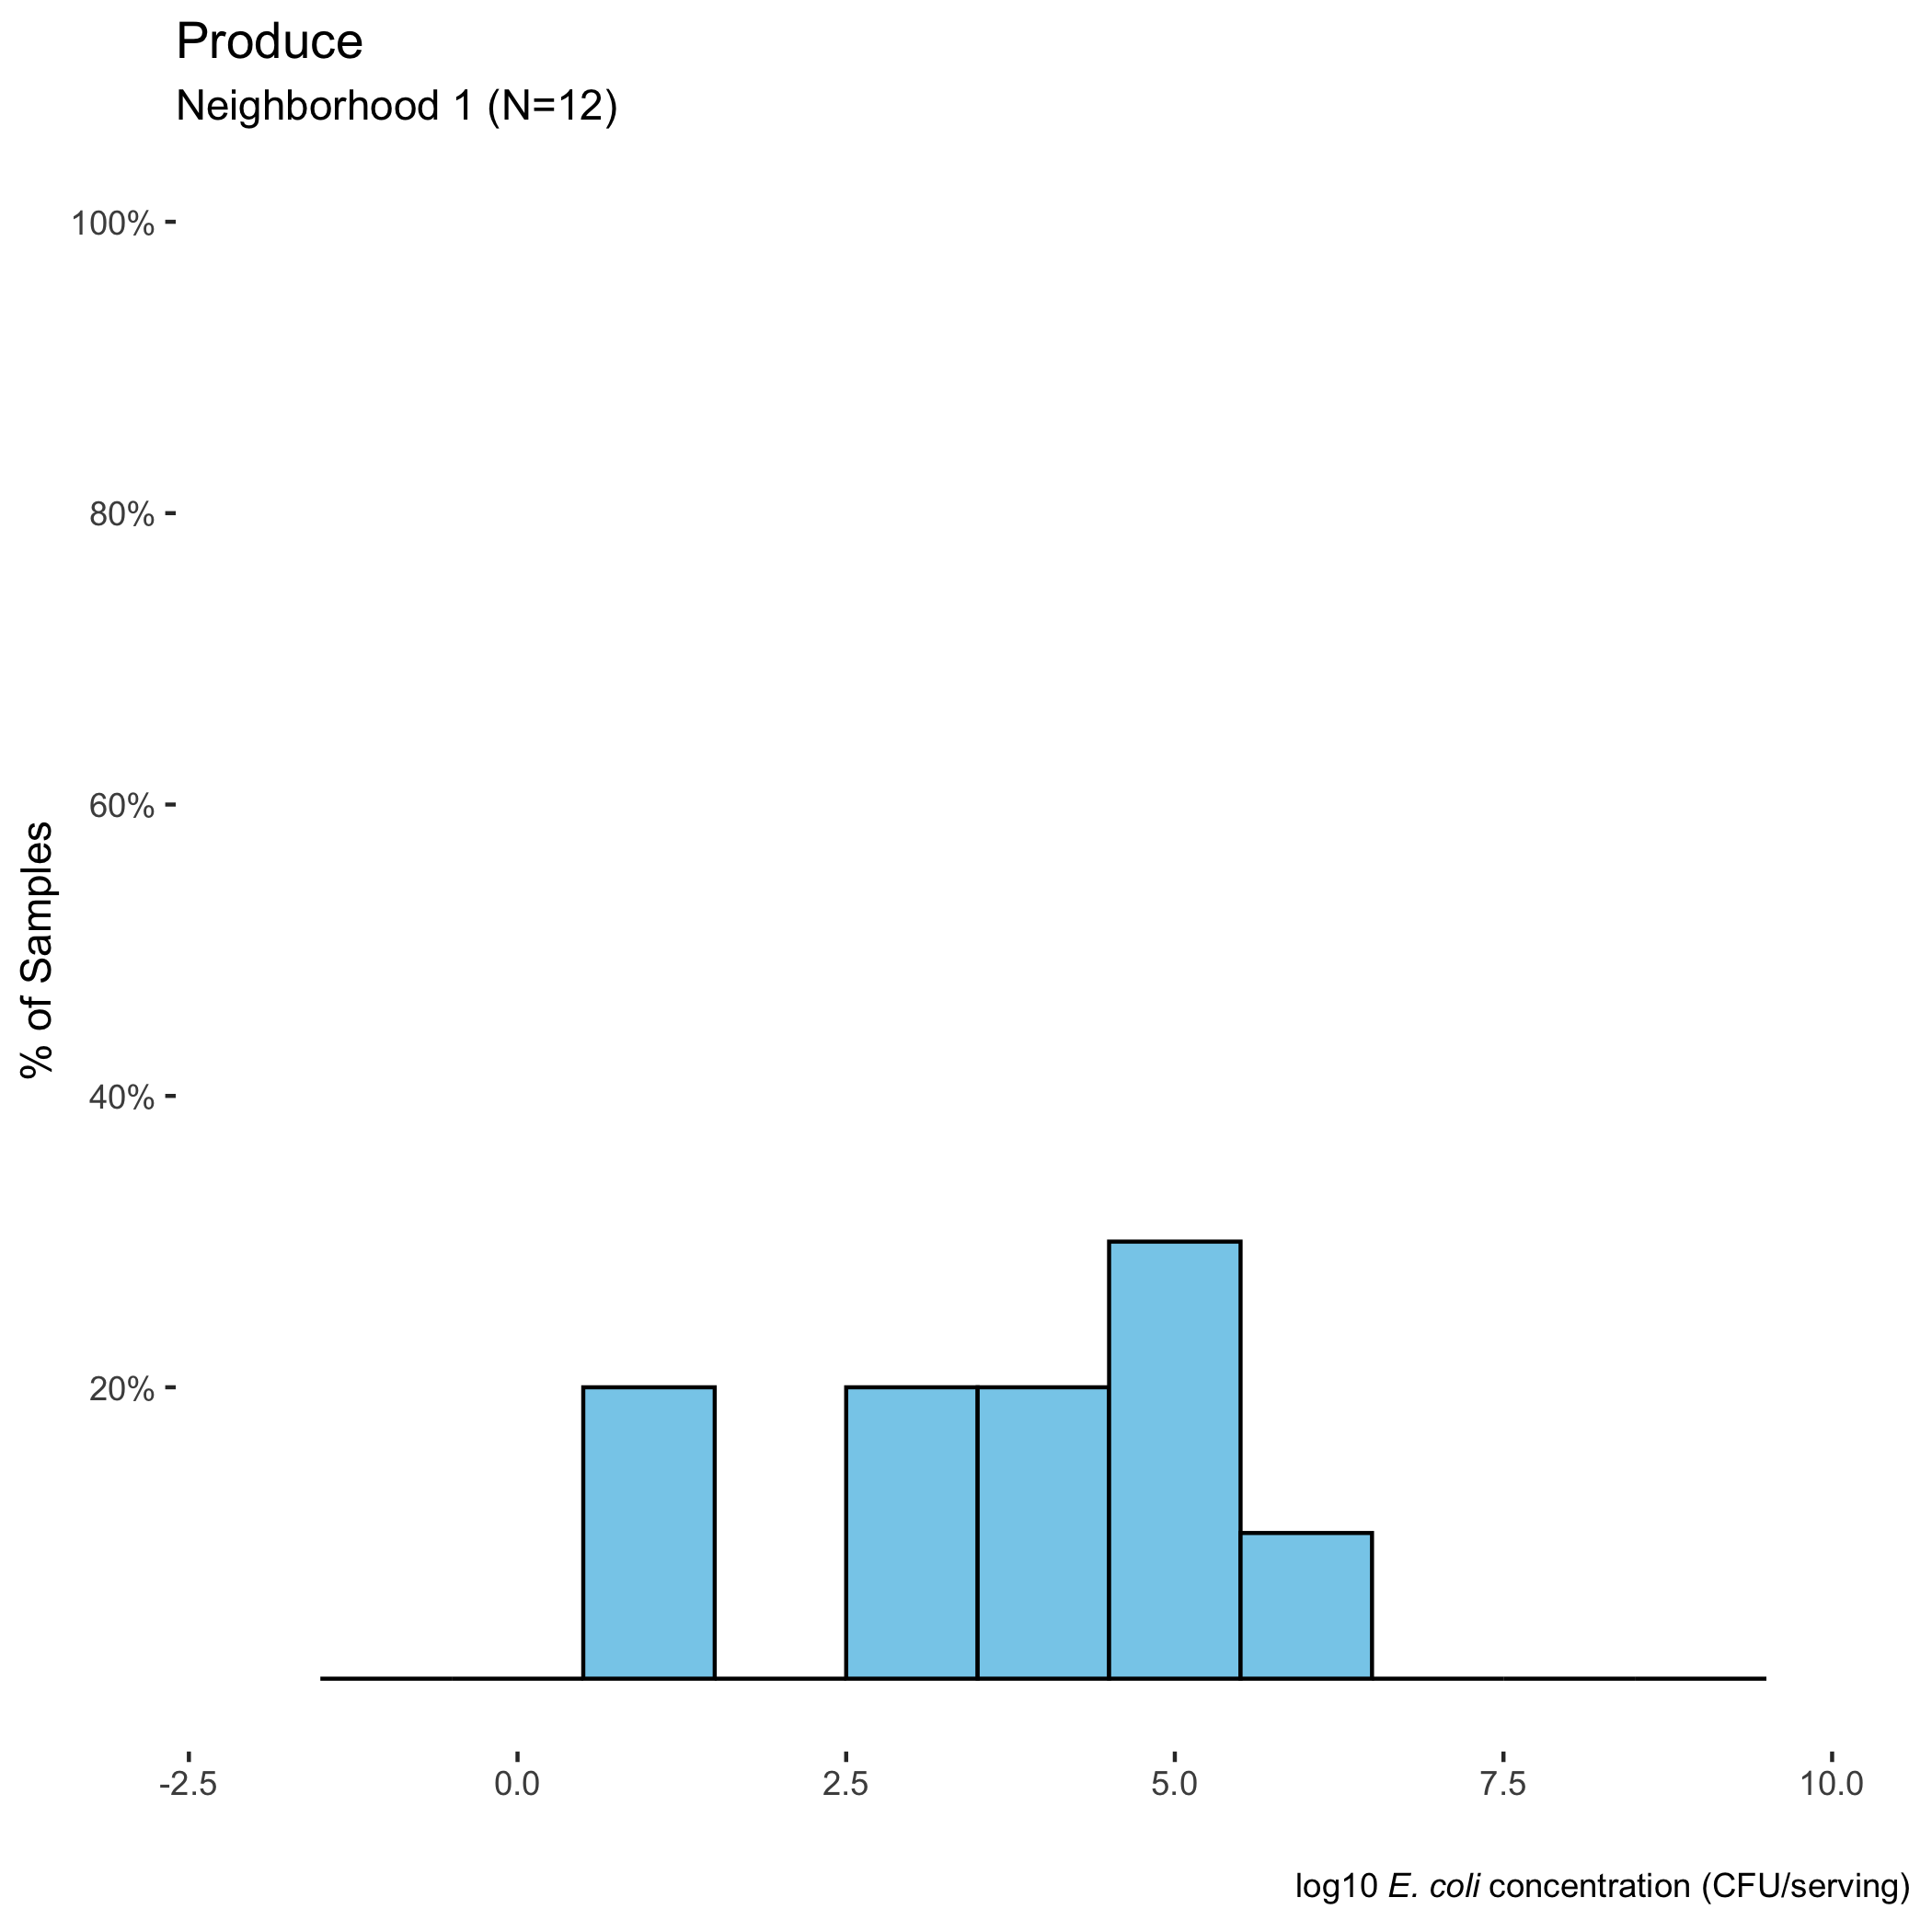 Produce
Neighborhood 1 (N=12)
100%
80%
60%
40%
20%
% of Samples
-2.5 0.0 2.5 5.0 7.5 10.0
log10 E. coli concentration (CFU/serving)